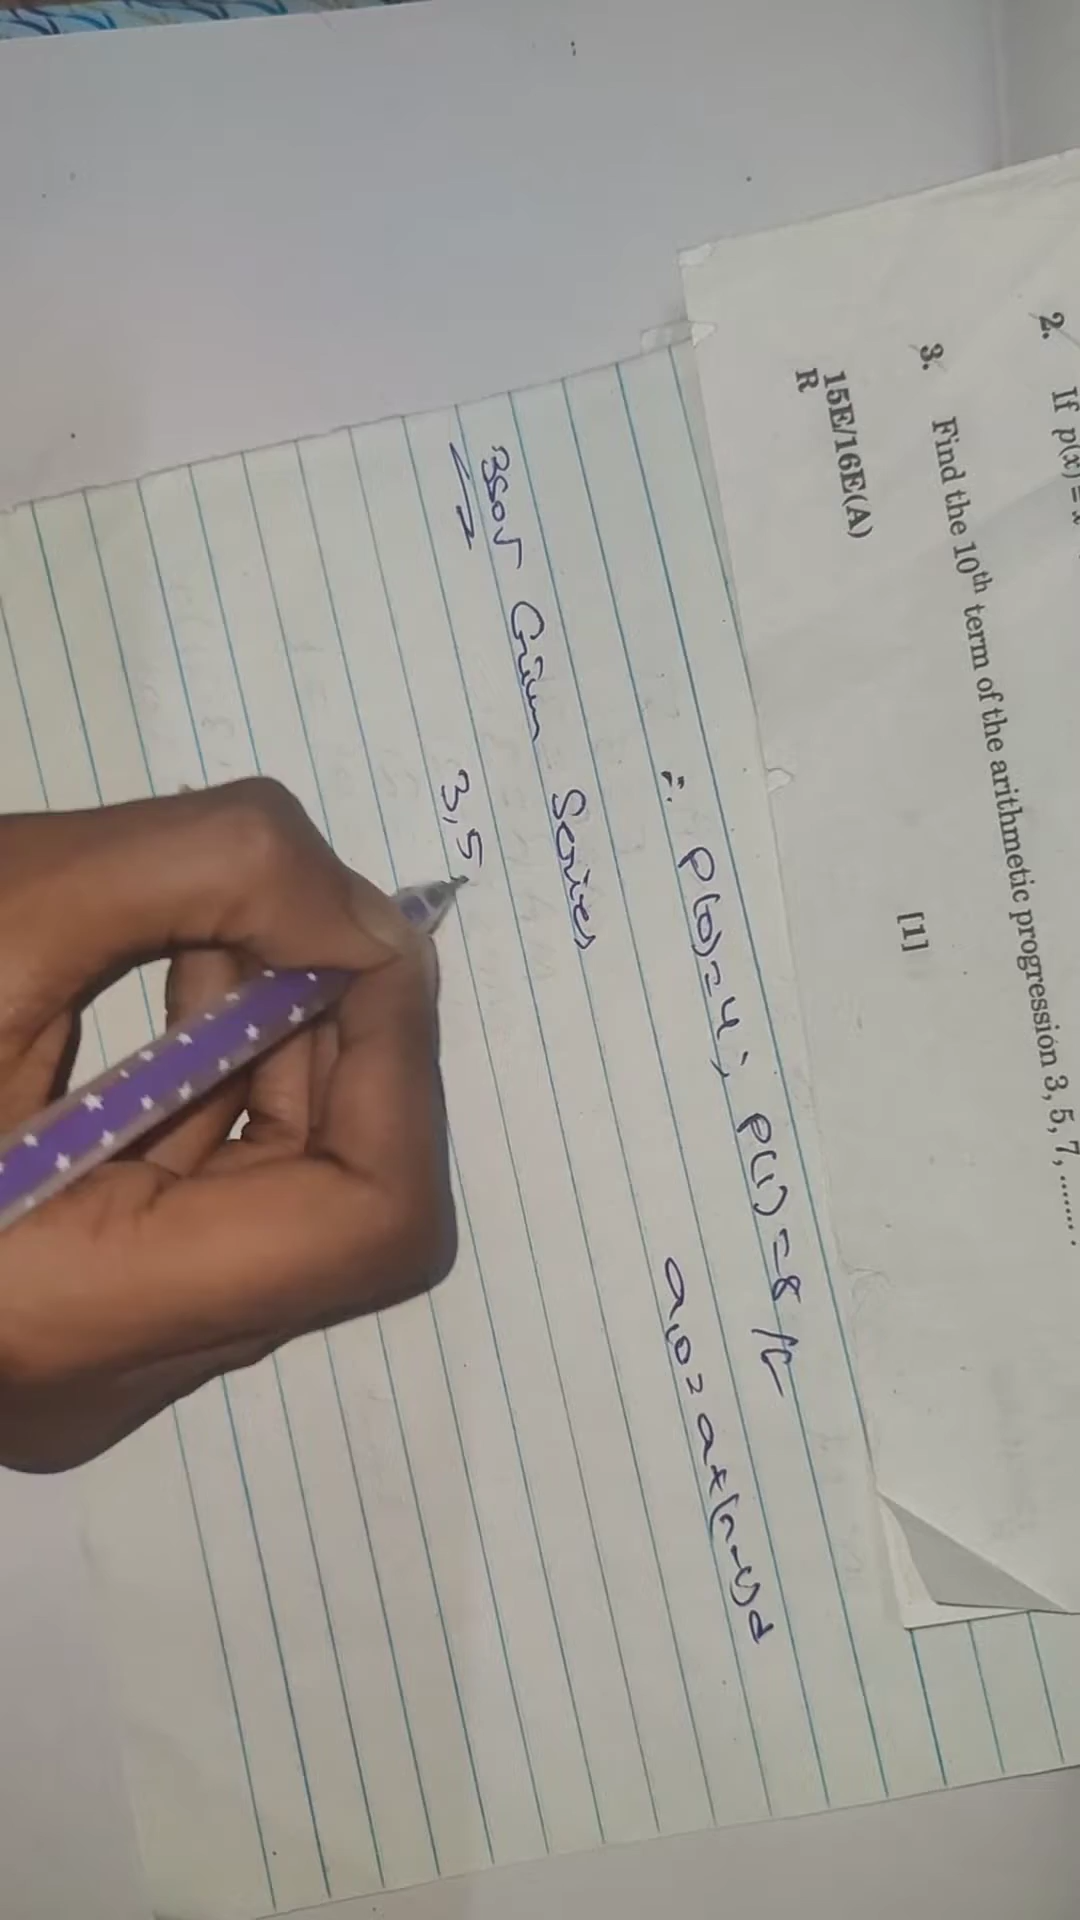 2. If p(x) =
3. Find the 10th term of the arithmetic progression 3, 5, 7, ........ .
[1]
15E/16E(A)
R
∴ P(0)=4; P(1)=8
a10 = a+(n-1)d
3sol Given Series
3,5